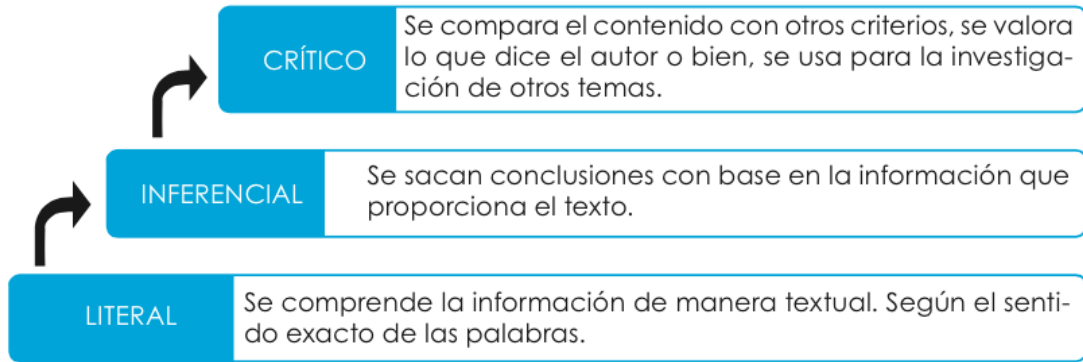 CRÍTICO
Se compara el contenido con otros criterios, se valora
lo que dice el autor o bien, se usa para la investiga-
ción de otros temas.
INFERENCIAL
Se sacan conclusiones con base en la información que
proporciona el texto.
LITERAL
Se comprende la información de manera textual. Según el senti-
do exacto de las palabras.